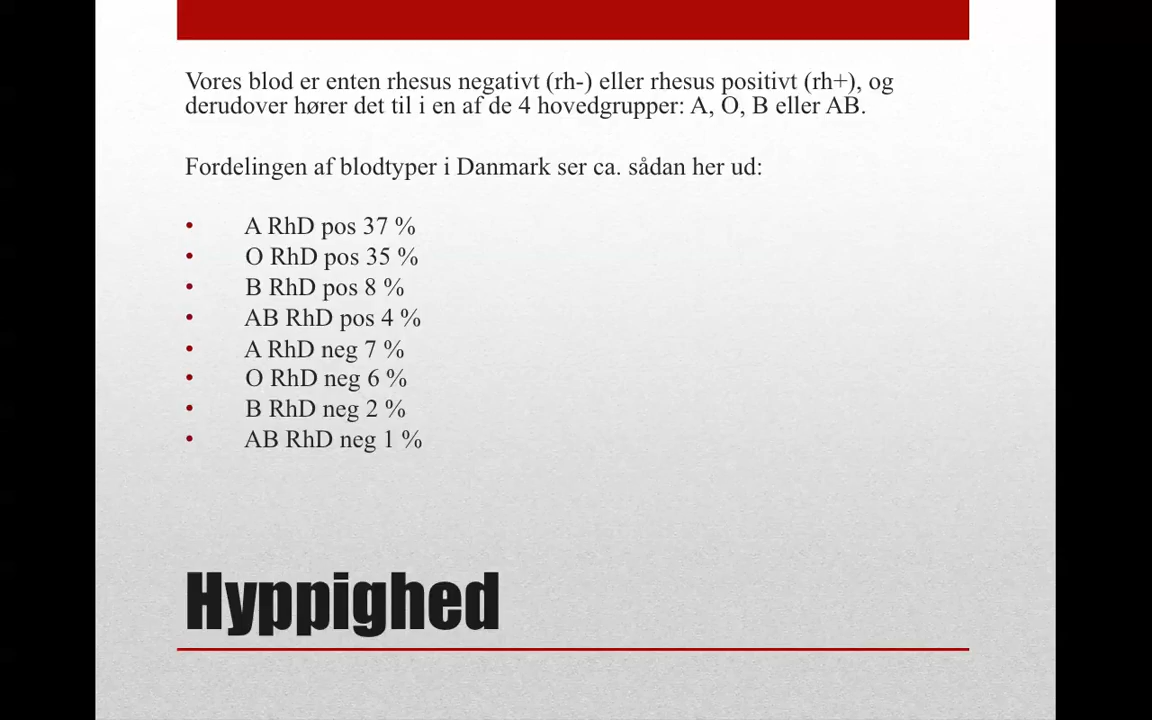 Vores blod er enten rhesus negativt (rh-) eller rhesus positivt (rh+), og
derudover hører det til i en af de 4 hovedgrupper: A, O, B eller AB.
Fordelingen af blodtyper i Danmark ser ca. sådan her ud:
• A RhD pos 37 %
• O RhD pos 35 %
• B RhD pos 8 %
• AB RhD pos 4 %
• A RhD neg 7 %
• O RhD neg 6 %
• B RhD neg 2 %
• AB RhD neg 1 %
Hyppighed